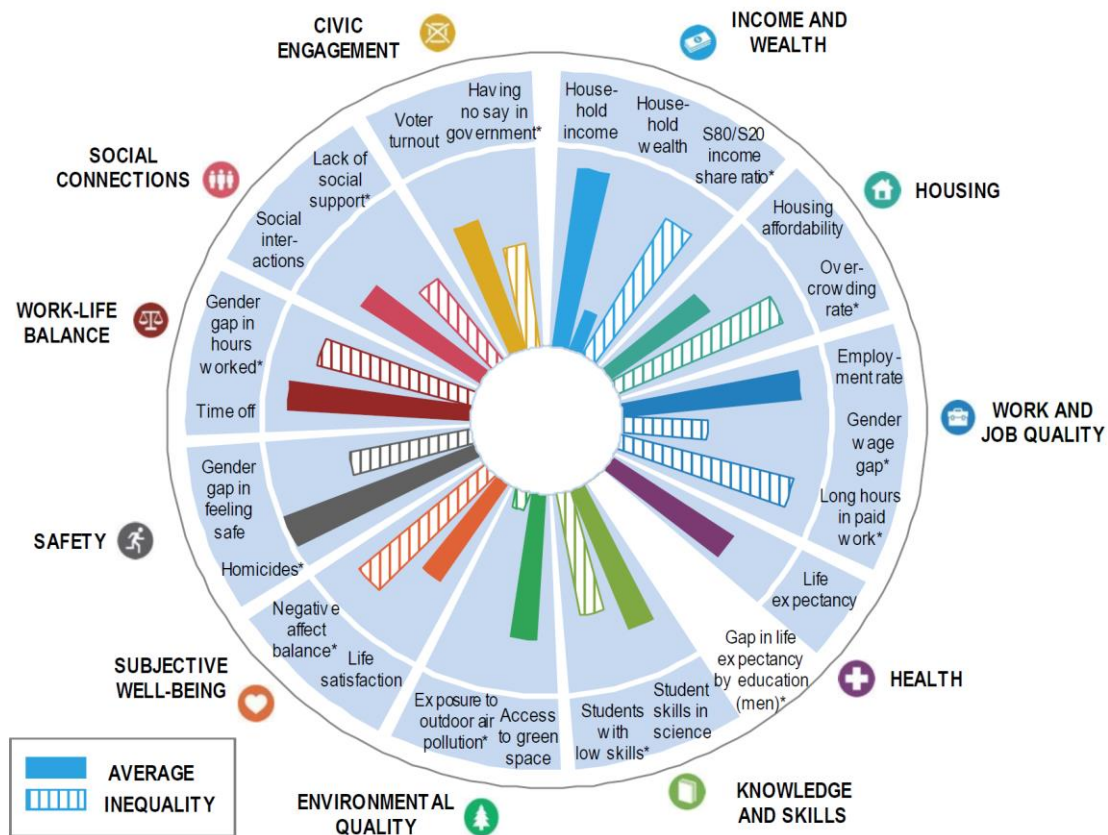 CIVIC
ENGAGEMENT
INCOME AND
WEALTH
Voter
turnout
Having
no say in
government*
House-
hold
income
House-
hold
wealth
S80/S20
income
share ratio*
SOCIAL
CONNECTIONS
Lack of
social
support*
Social
inter-
actions
HOUSING
Housing
affordability
Over-
crowding
rate*
WORK-LIFE
BALANCE
Gender
gap in
hours
worked*
Time off
Employ-
ment rate
Gender
wage
gap*
Long hours
in paid
work*
WORK AND
JOB QUALITY
SAFETY
Gender
gap in
feeling
safe
Homicides*
Life
expectancy
Gap in life
expectancy
by education
(men)*
HEALTH
SUBJECTIVE
WELL-BEING
Negative
affect
balance*
Life
satisfaction
Exposure to
outdoor air
pollution*
Access
to green
space
Students
with
low skills*
Student
skills in
science
AVERAGE
INEQUALITY
ENVIRONMENTAL
QUALITY
KNOWLEDGE
AND SKILLS